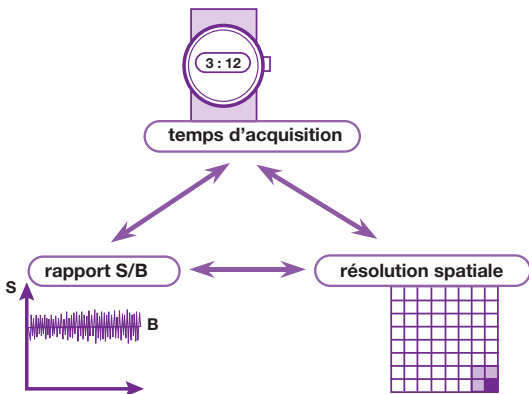 3 : 12
temps d'acquisition
rapport S/B
résolution spatiale
S
B